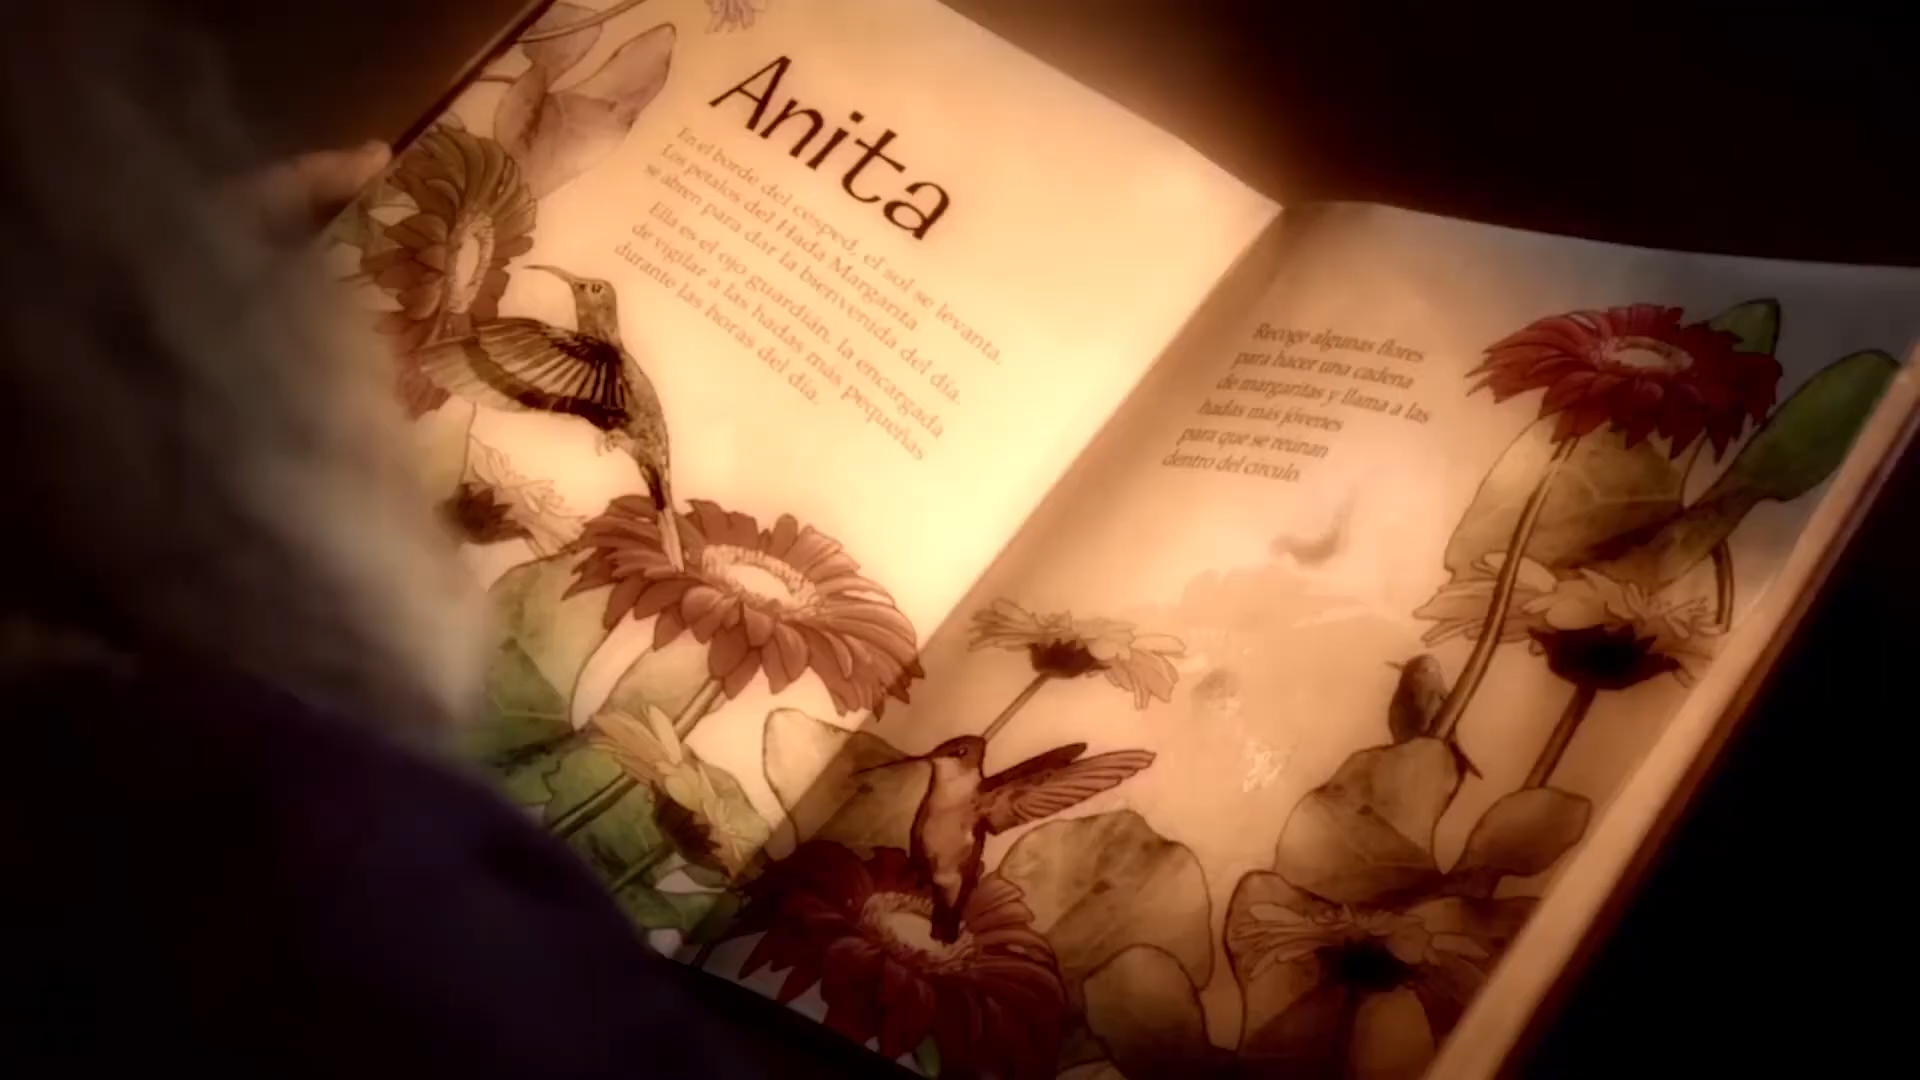 Anita
En el borde del césped, el sol se levanta.
Los pétalos del Hada Margarita
se abren para dar la bienvenida del día.
Ella es el ojo guardián, la encargada
de vigilar a las hadas más pequeñas
durante las horas del día.
Recoge algunas flores
para hacer una cadena
de margaritas y llama a las
hadas más jóvenes
para que se reúnan
dentro del círculo.